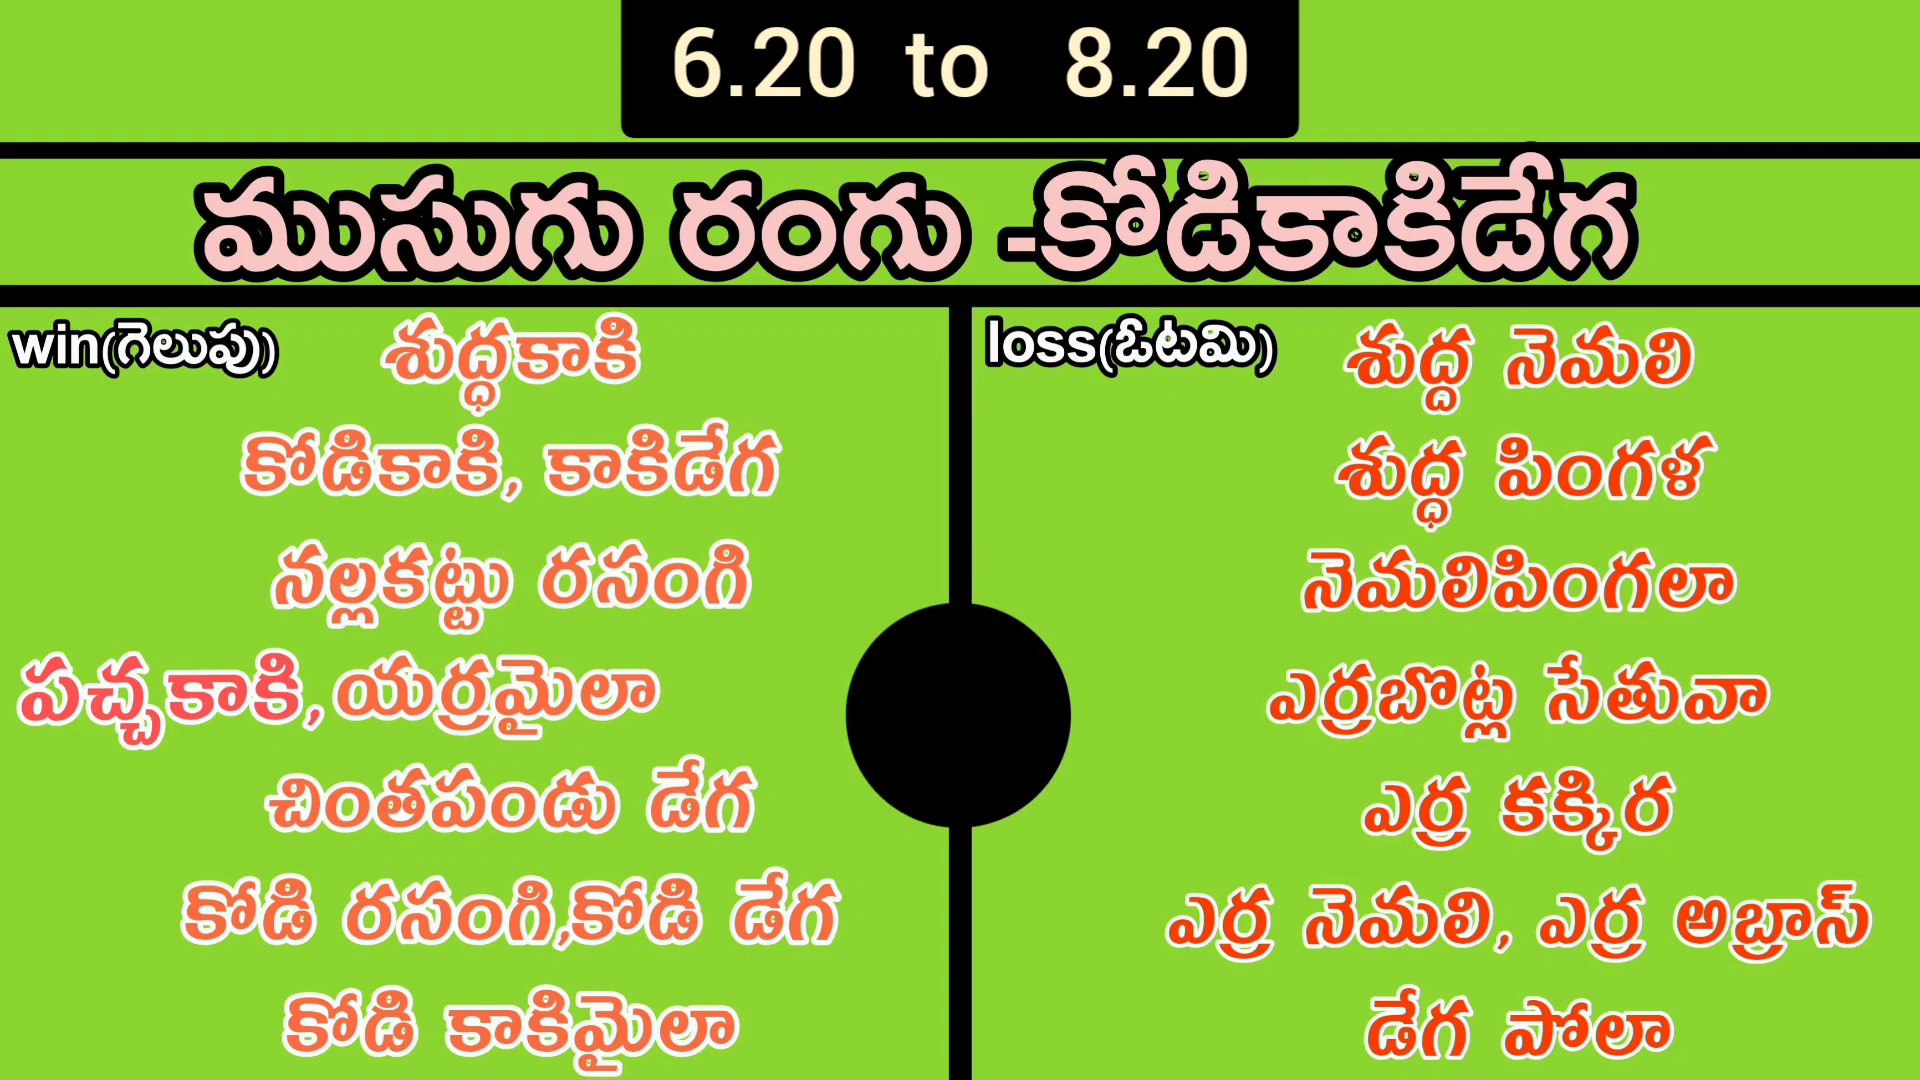 6.20 to 8.20
ముసుగు రంగు -కోడికాకిడేగ
win(గెలుపు)
శుద్ధకాకి
కోడికాకి, కాకిడేగ
నల్లకట్టు రసంగి
పచ్చకాకి, యర్రమైలా
చింతపండు డేగ
కోడి రసంగి,కోడి డేగ
కోడి కాకిమైలా
loss(ఓటమి)
శుద్ద నెమలి
శుద్ధ పింగళ
నెమలిపింగలా
ఎర్రబొట్ల సేతువా
ఎర్ర కక్కిర
ఎర్ర నెమలి, ఎర్ర అబ్రాస్
డేగ పోలా